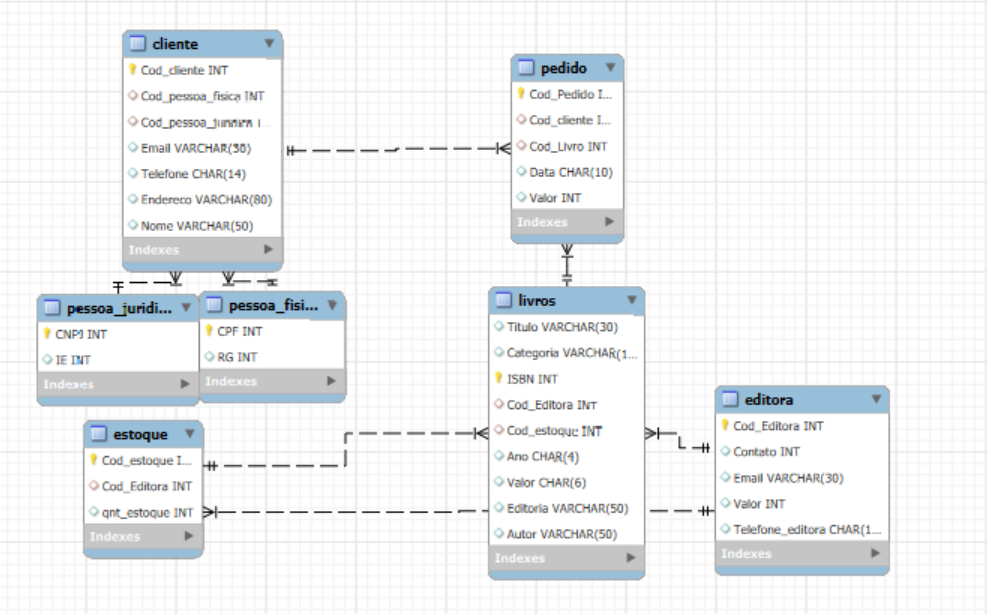 cliente
Cod_cliente INT
Cod_pessoa_fisica INT
Email VARCHAR(30)
Telefone CHAR(14)
Endereco VARCHAR(80)
Nome VARCHAR(50)
Indexes
pedido
Cod_Pedido I...
Cod_cliente I...
Cod_Livro INT
Data CHAR(10)
Valor INT
Indexes
pessoa_juridi...
CNPJ INT
IE INT
Indexes
pessoa_fisi...
CPF INT
RG INT
Indexes
livros
Titulo VARCHAR(30)
Categoria VARCHAR(1...
ISBN INT
Cod_Editora INT
Cod_estoque INT
Ano CHAR(4)
Valor CHAR(6)
Editoria VARCHAR(50)
Autor VARCHAR(50)
Indexes
estoque
Cod_estoque I...
Cod_Editora INT
qnt_estoque INT
Indexes
editora
Cod_Editora INT
Contato INT
Email VARCHAR(30)
Valor INT
Telefone_editora CHAR(1...
Indexes